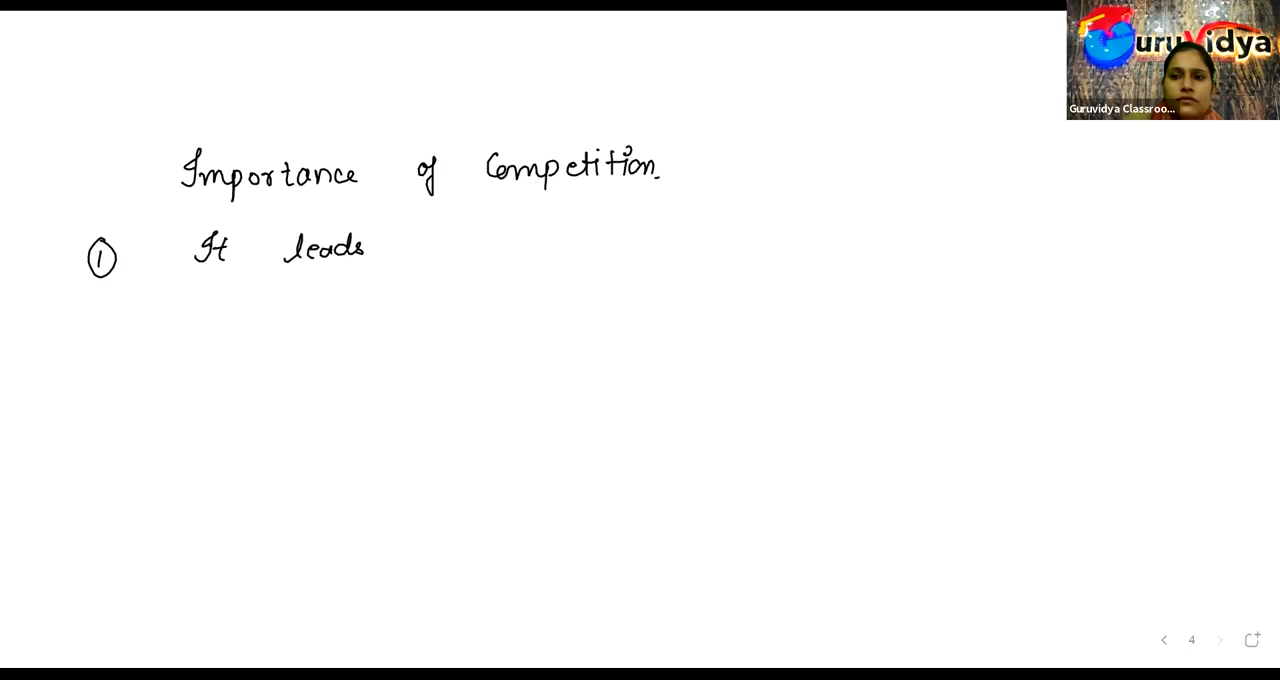 GuruVidya
Guruvidya Classroo...
Importance of Competition.
① It leads
4